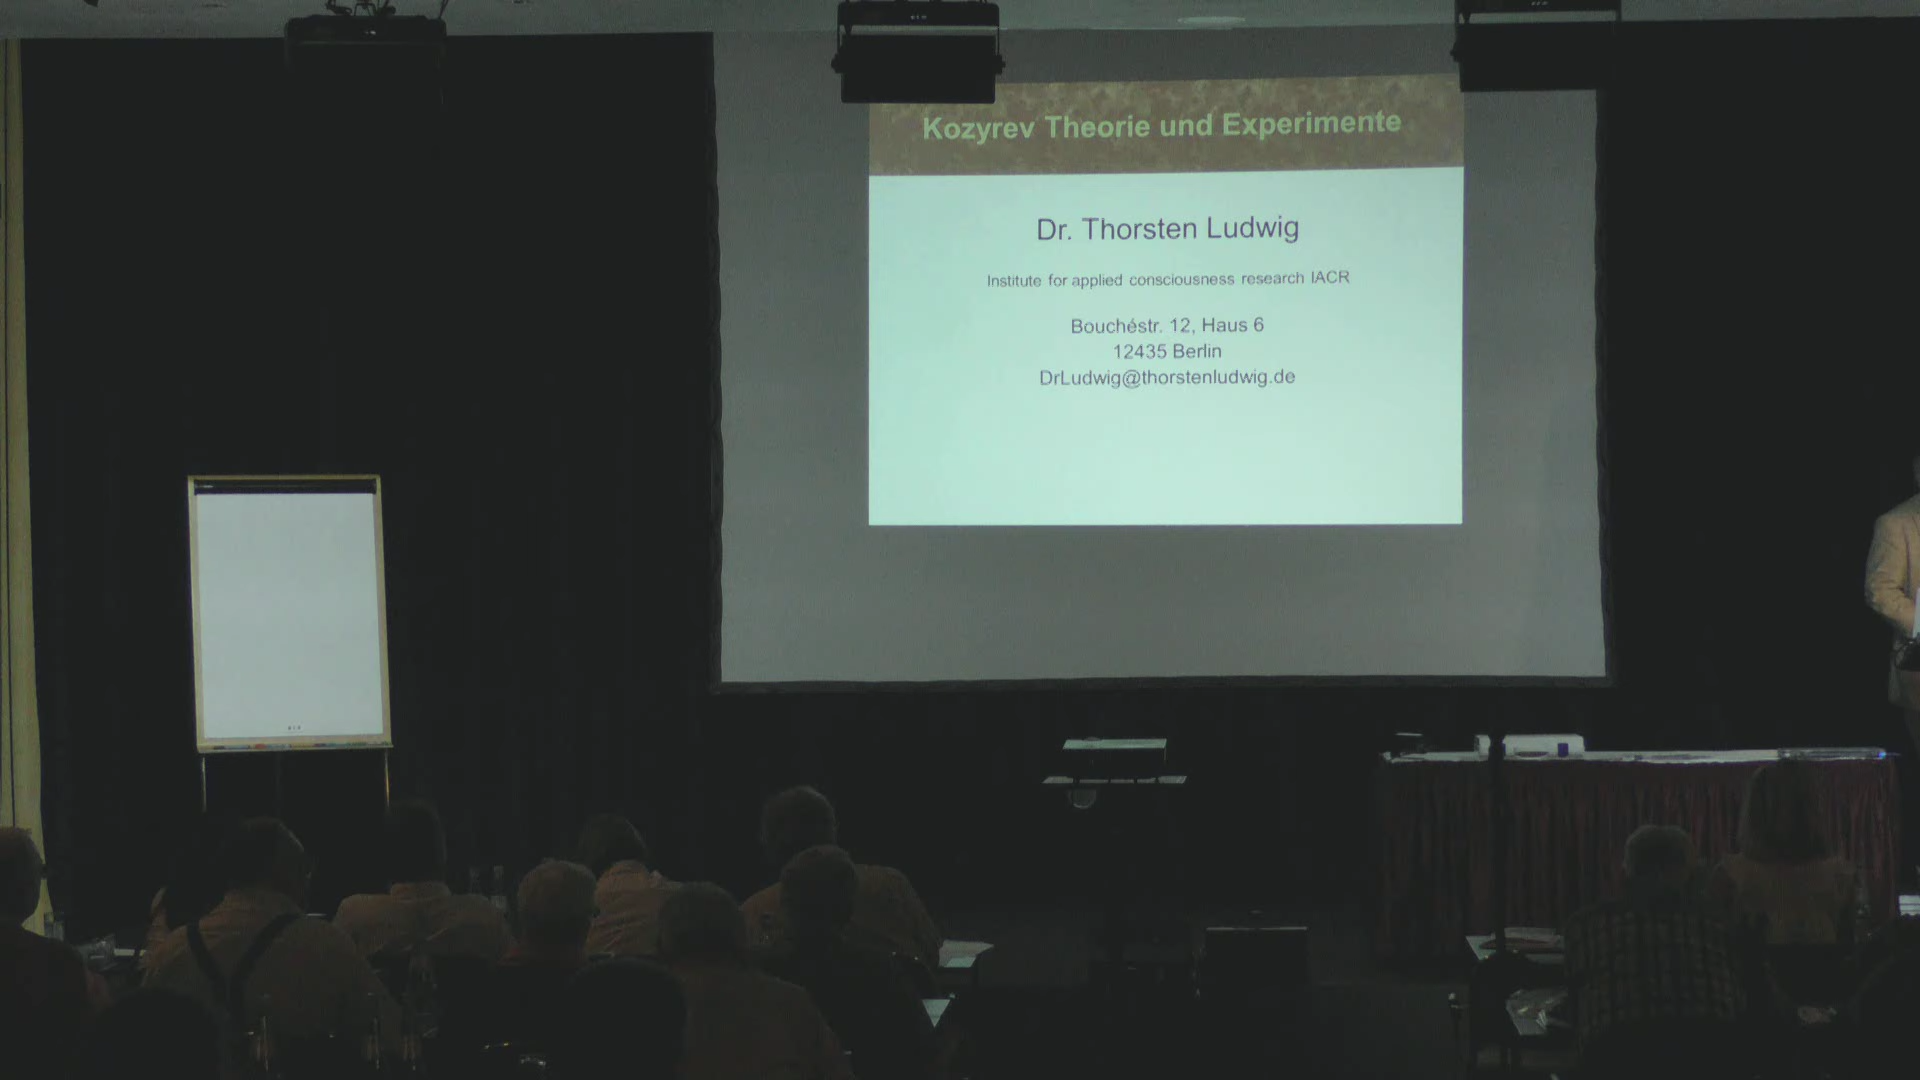 Kozyrev Theorie und Experimente
Dr. Thorsten Ludwig
Institute for applied consciousness research IACR
Bouchéstr. 12, Haus 6
12435 Berlin
DrLudwig@thorstenludwig.de